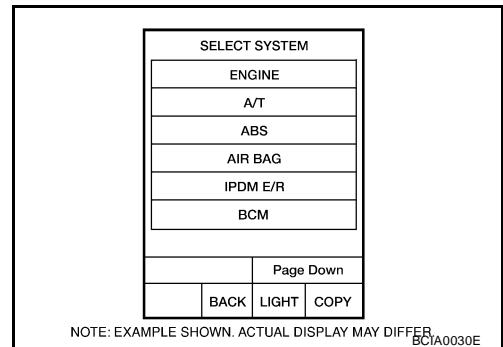 SELECT SYSTEM
ENGINE
A/T
ABS
AIR BAG
IPDM E/R
BCM
Page Down
BACK LIGHT COPY
NOTE: EXAMPLE SHOWN. ACTUAL DISPLAY MAY DIFFER.
BCIA0030E